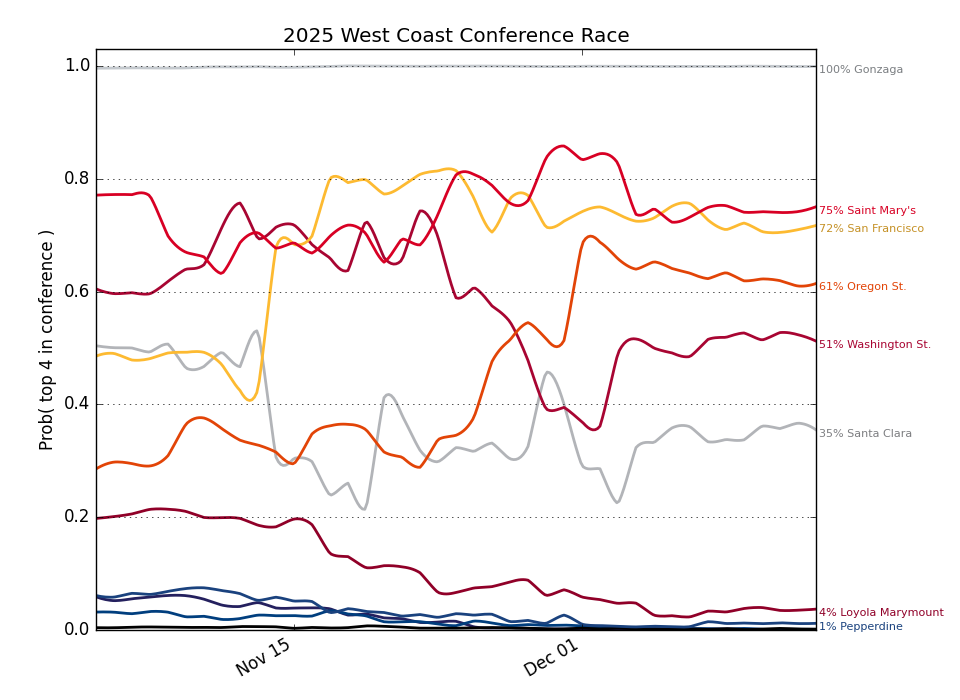 2025 West Coast Conference Race
Prob( top 4 in conference )
1.0
0.8
0.6
0.4
0.2
0.0
Nov 15
Dec 01
100% Gonzaga
75% Saint Mary's
72% San Francisco
61% Oregon St.
51% Washington St.
35% Santa Clara
4% Loyola Marymount
1% Pepperdine